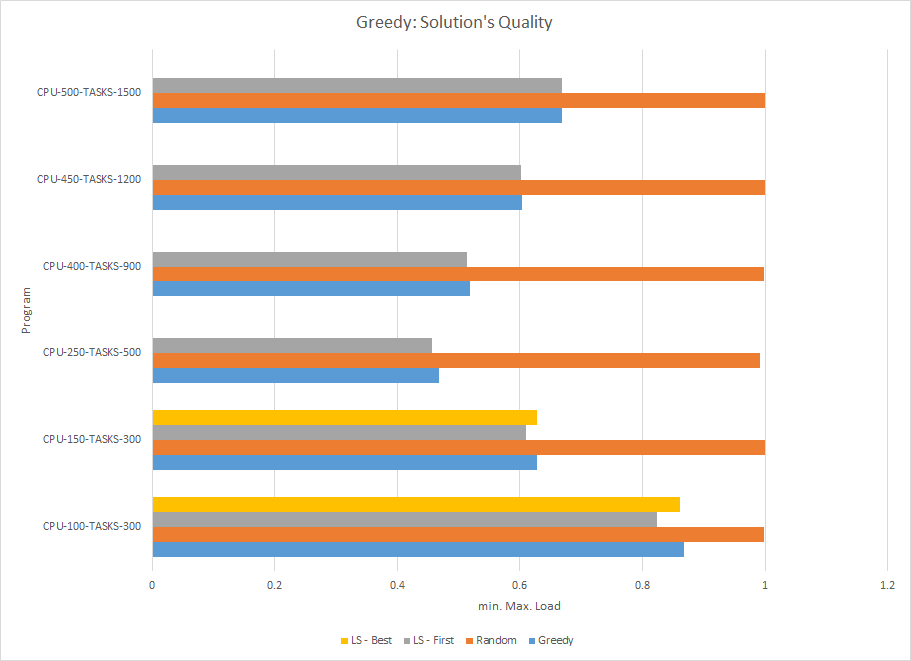 Greedy: Solution's Quality
CPU-500-TASKS-1500
CPU-450-TASKS-1200
CPU-400-TASKS-900
CPU-250-TASKS-500
CPU-150-TASKS-300
CPU-100-TASKS-300
Program
0 0.2 0.4 0.6 0.8 1 1.2
min. Max. Load
LS - Best LS - First Random Greedy